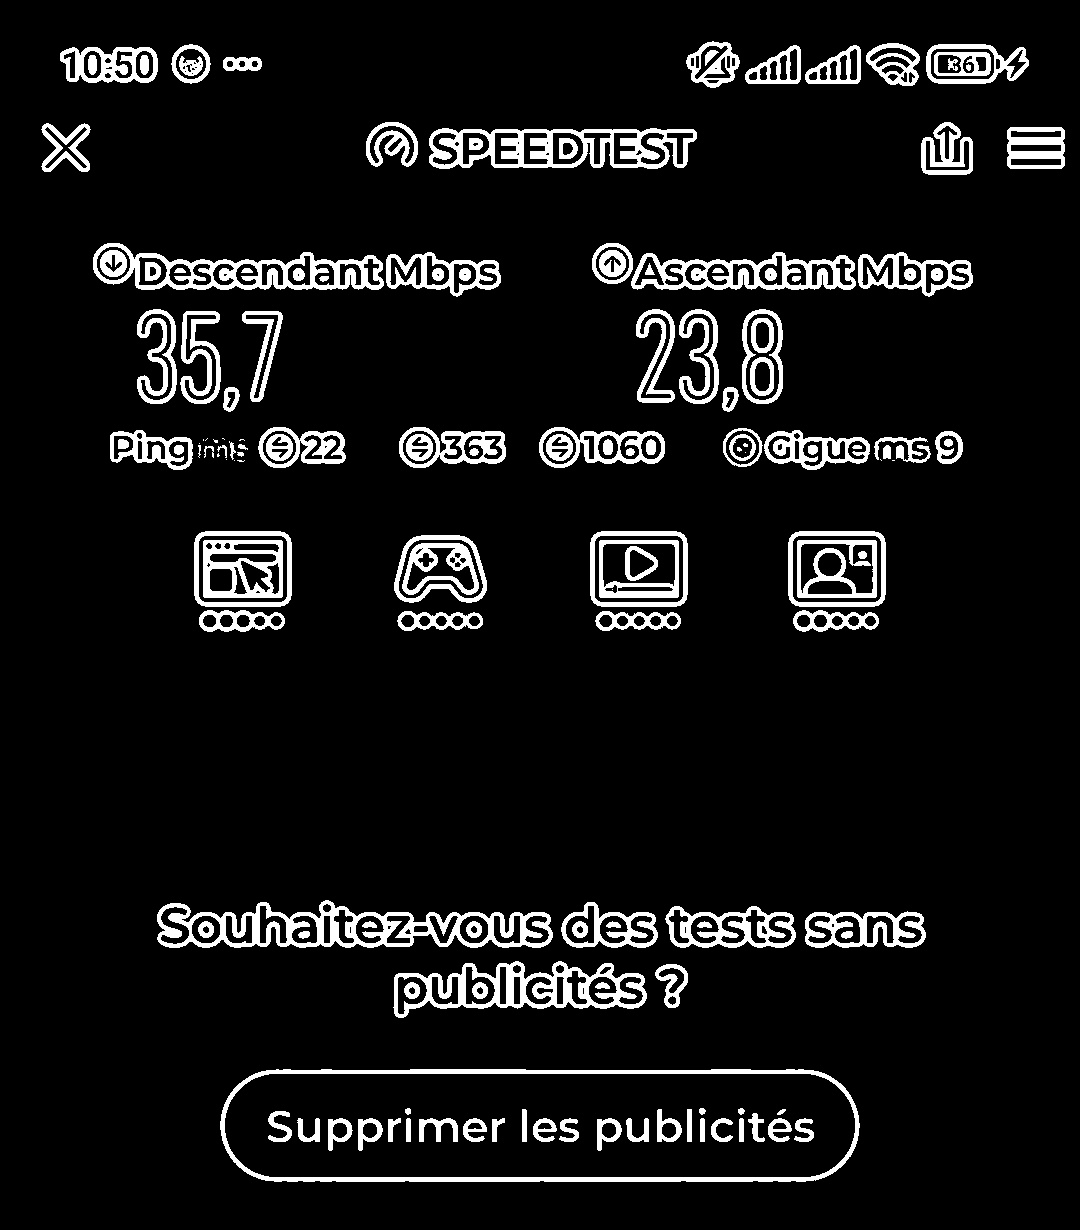 10:50 36
SPEEDTEST
Descendant Mbps Ascendant Mbps
35,7 23,8
Ping ms 22 363 1060 Gigue ms 9
Souhaitez-vous des tests sans
publicités ?
Supprimer les publicités